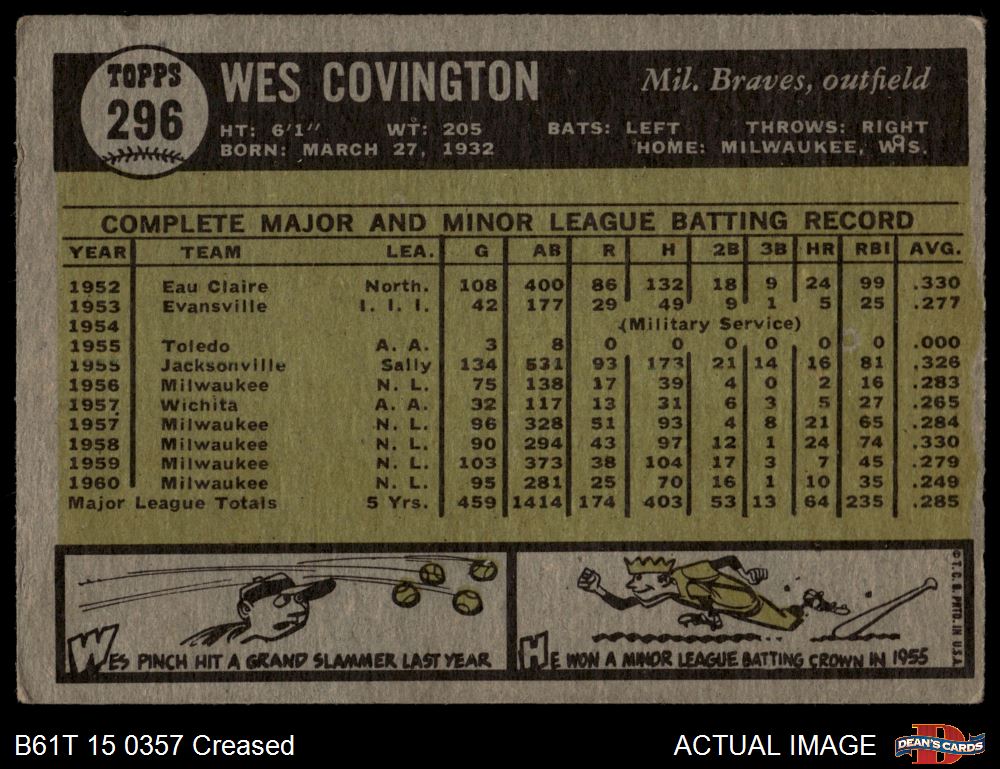 TOPPS
296
WES COVINGTON
Mil. Braves, outfield
HT: 6'1" WT: 205 BATS: LEFT THROWS: RIGHT
BORN: MARCH 27, 1932 HOME: MILWAUKEE, WIS.
COMPLETE MAJOR AND MINOR LEAGUE BATTING RECORD
YEAR TEAM LEA. G AB R H 2B 3B HR RBI AVG.
1952 Eau Claire North. 108 400 86 132 18 9 24 99 .330
1953 Evansville I. I. I. 42 177 29 49 9 1 5 25 .277
1954 (Military Service)
1955 Toledo A. A. 3 8 0 0 0 0 0 0 .000
1955 Jacksonville Sally 134 531 93 173 21 14 16 81 .326
1956 Milwaukee N. L. 75 138 17 39 4 0 2 16 .283
1957 Wichita A. A. 32 117 13 31 6 3 5 27 .265
1957 Milwaukee N. L. 96 328 51 93 4 8 21 65 .284
1958 Milwaukee N. L. 90 294 43 97 12 1 24 74 .330
1959 Milwaukee N. L. 103 373 38 104 17 3 7 45 .279
1960 Milwaukee N. L. 95 281 25 70 16 1 10 35 .249
Major League Totals 5 Yrs. 459 1414 174 403 53 13 64 235 .285
WES PINCH HIT A GRAND SLAMMER LAST YEAR
HE WON A MINOR LEAGUE BATTING CROWN IN 1955
© T. C. G. PRTD. IN U.S.A.
B61T 15 0357 Creased
ACTUAL IMAGE
DEAN'S CARDS